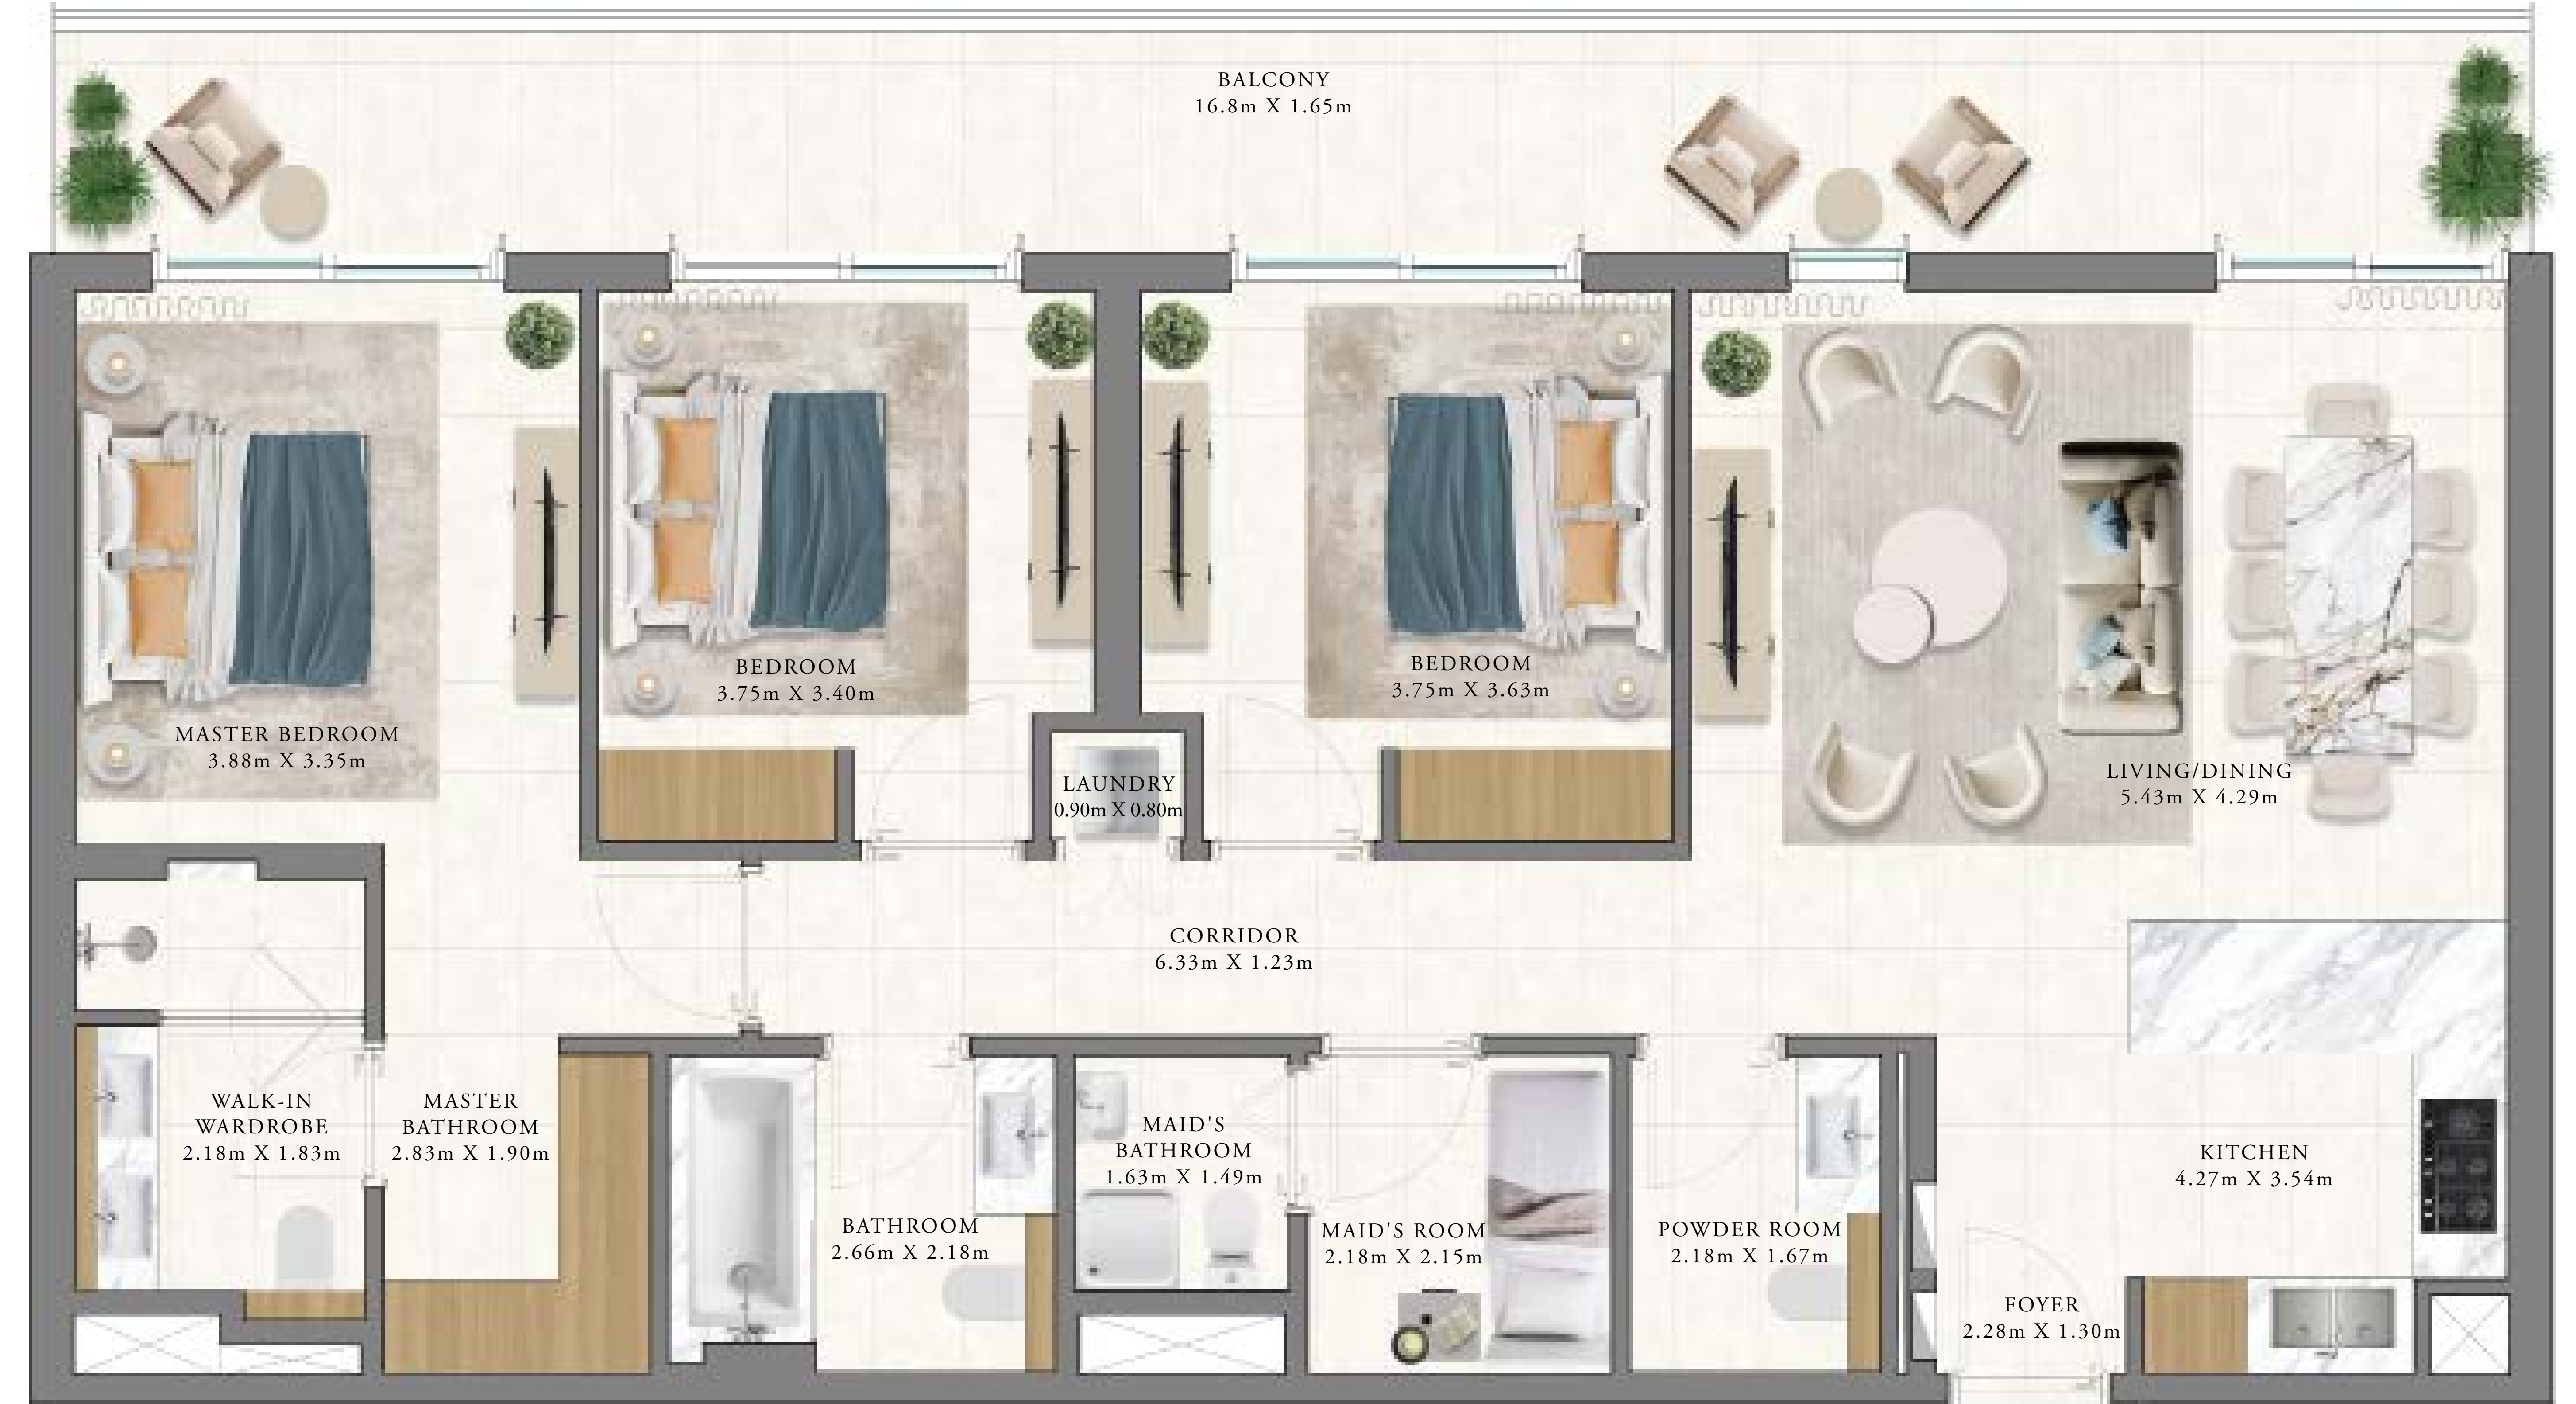 BALCONY
16.8m X 1.65m
MASTER BEDROOM
3.88m X 3.35m
BEDROOM
3.75m X 3.40m
BEDROOM
3.75m X 3.63m
LAUNDRY
0.90m X 0.80m
LIVING/DINING
5.43m X 4.29m
CORRIDOR
6.33m X 1.23m
WALK-IN
WARDROBE
2.18m X 1.83m
MASTER
BATHROOM
2.83m X 1.90m
BATHROOM
2.66m X 2.18m
MAID'S
BATHROOM
1.63m X 1.49m
MAID'S ROOM
2.18m X 2.15m
POWDER ROOM
2.18m X 1.67m
KITCHEN
4.27m X 3.54m
FOYER
2.28m X 1.30m